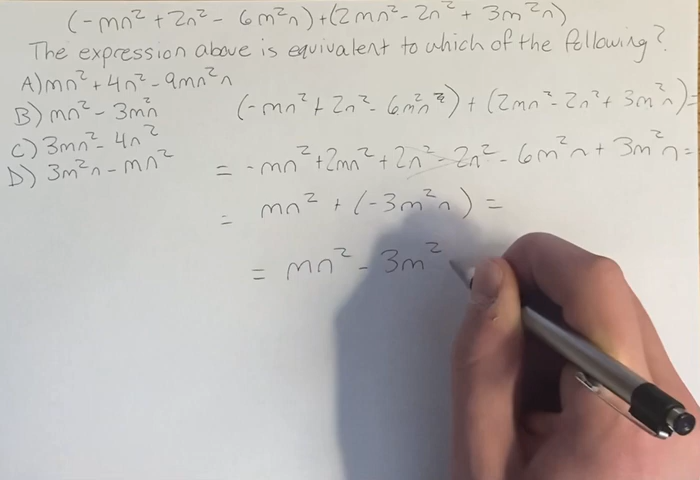 (-mn² + 2n² - 6m²n) + (2mn² - 2n² + 3m²n)
The expression above is equivalent to which of the following?
A) mn² + 4n² - 9mn²n
B) mn² - 3m²n
C) 3mn² - 4n²
D) 3m²n - mn²
(-mn² + 2n² - 6m²n) + (2mn² - 2n² + 3m²n) =
= -mn² + 2mn² + 2n² - 2n² - 6m²n + 3m²n =
= mn² + (-3m²n) =
= mn² - 3m²